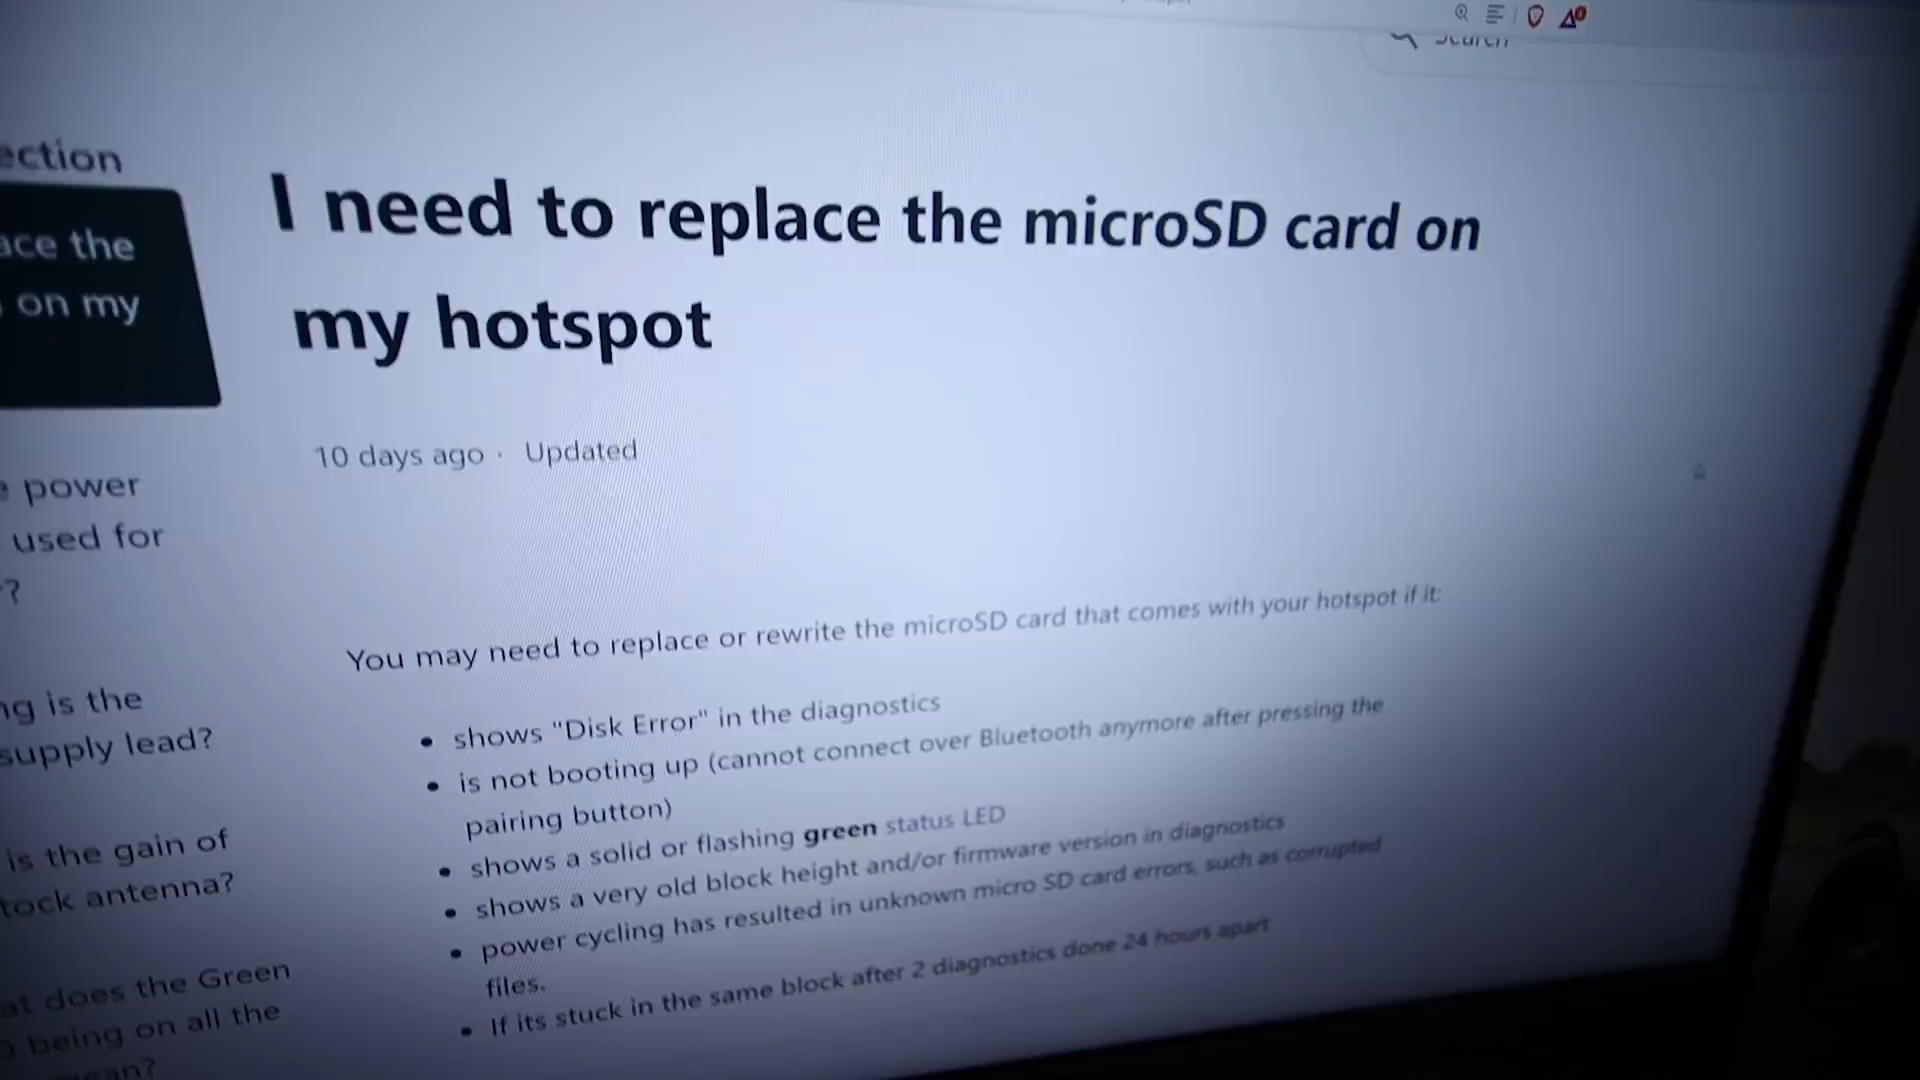 Search
ection
ace the
on my
power
used for
?
ng is the
supply lead?
is the gain of
tock antenna?
at does the Green
being on all the
mean?
I need to replace the microSD card on
my hotspot
10 days ago · Updated
You may need to replace or rewrite the microSD card that comes with your hotspot if it:
• shows "Disk Error" in the diagnostics
• is not booting up (cannot connect over Bluetooth anymore after pressing the
pairing button)
• shows a solid or flashing green status LED
• shows a very old block height and/or firmware version in diagnostics
• power cycling has resulted in unknown micro SD card errors, such as corrupted
files.
• If its stuck in the same block after 2 diagnostics done 24 hours apart